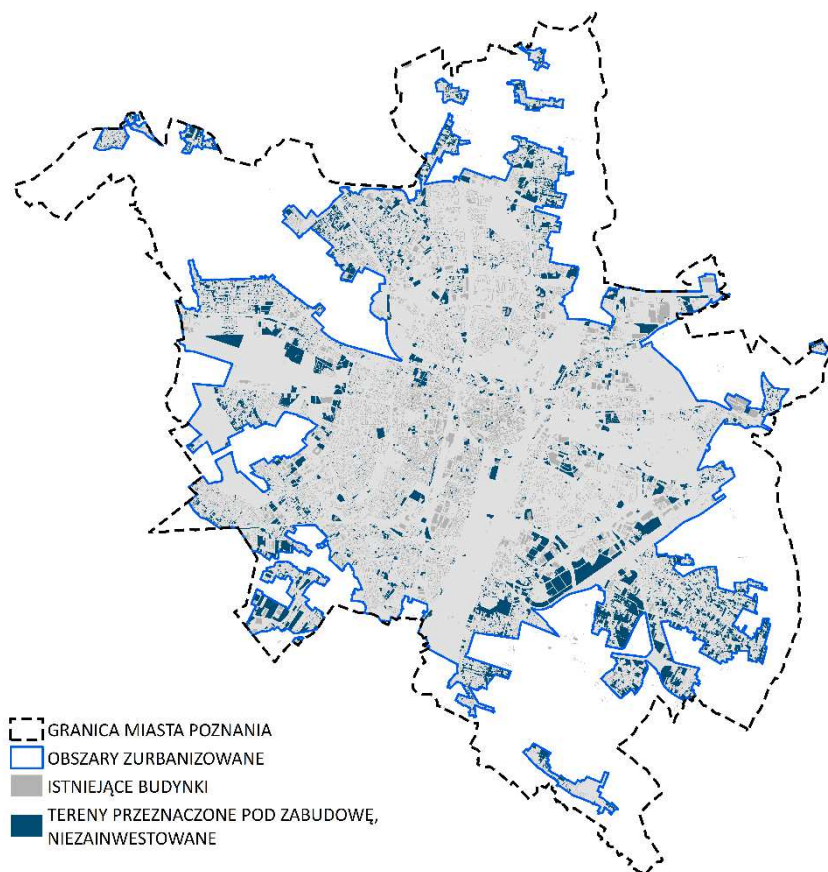 GRANICA MIASTA POZNANIA
OBSZARY ZURBANIZOWANE
ISTNIEJĄCE BUDYNKI
TERENY PRZEZNACZONE POD ZABUDOWĘ,
NIEZAINWESTOWANE